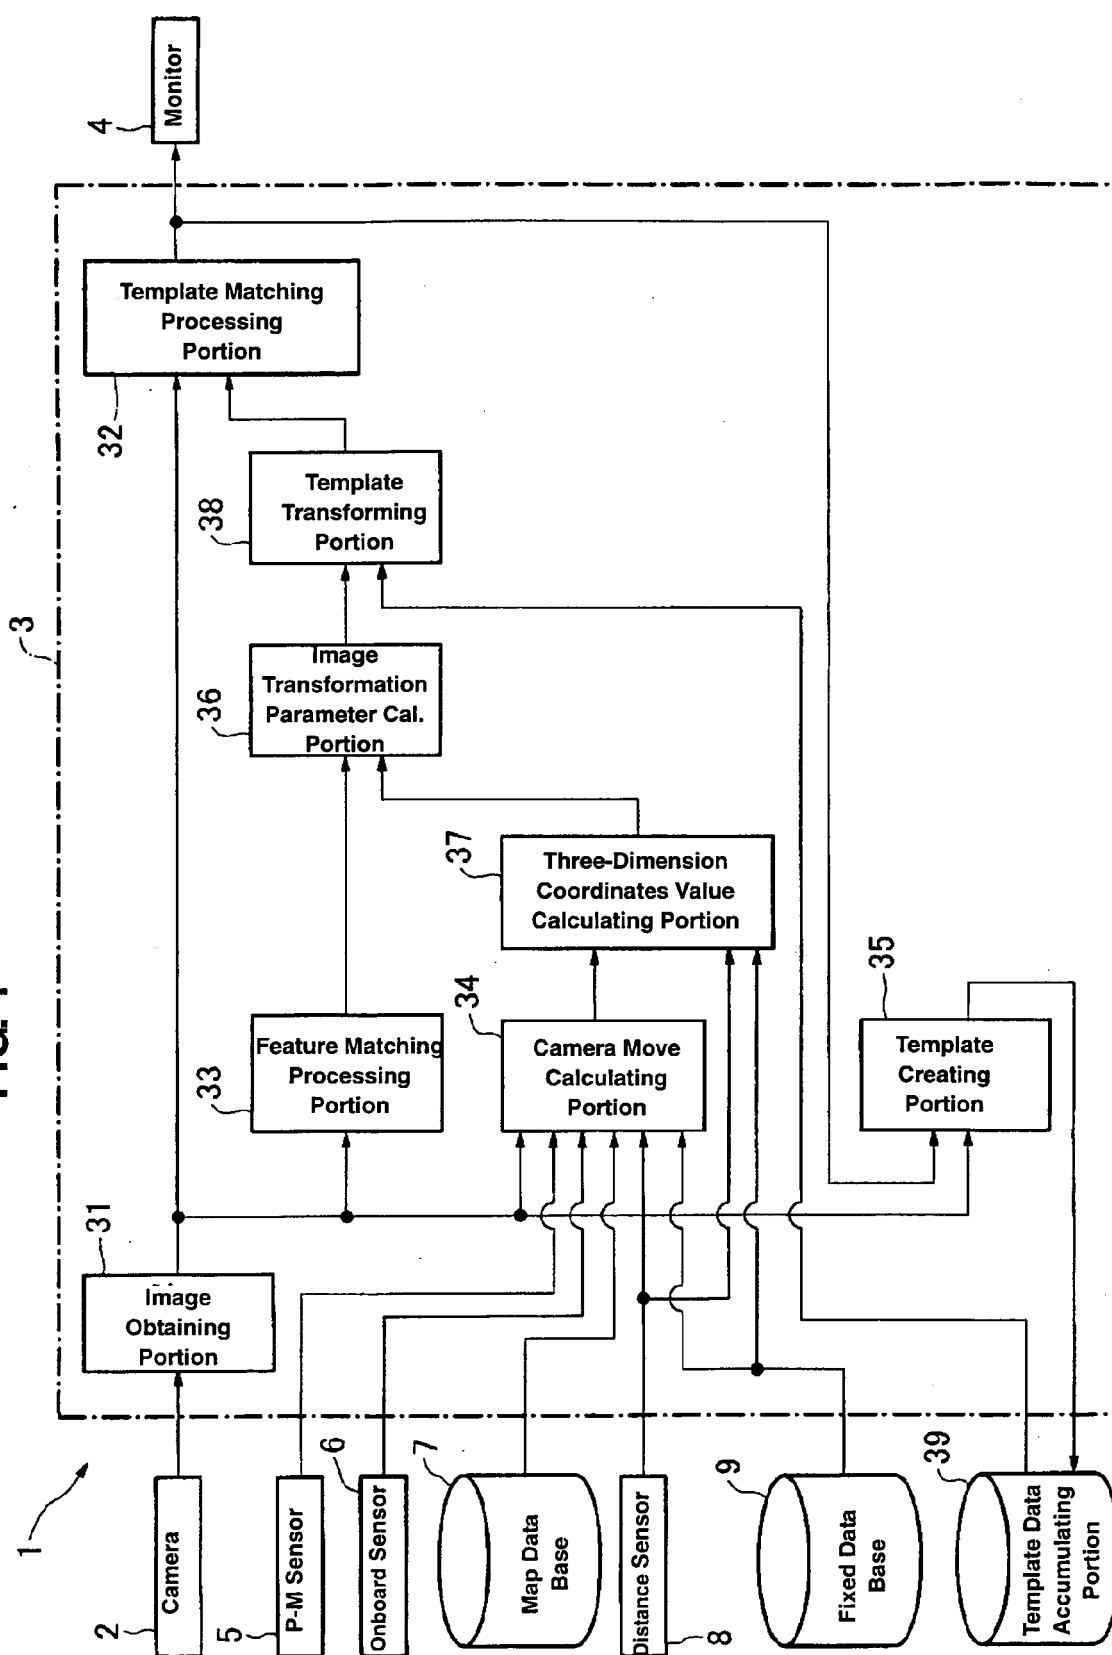 1
2
Camera
5
P-M Sensor
6
Onboard Sensor
7
Map Data
Base
8
Distance Sensor
9
Fixed Data
Base
39
Template Data
Accumulating
Portion
3
31
Image
Obtaining
Portion
33
Feature Matching
Processing
Portion
34
Camera Move
Calculating
Portion
35
Template
Creating
Portion
37
Three-Dimension
Coordinates Value
Calculating Portion
36
Image
Transformation
Parameter Cal.
Portion
38
Template
Transforming
Portion
32
Template Matching
Processing
Portion
4
Monitor